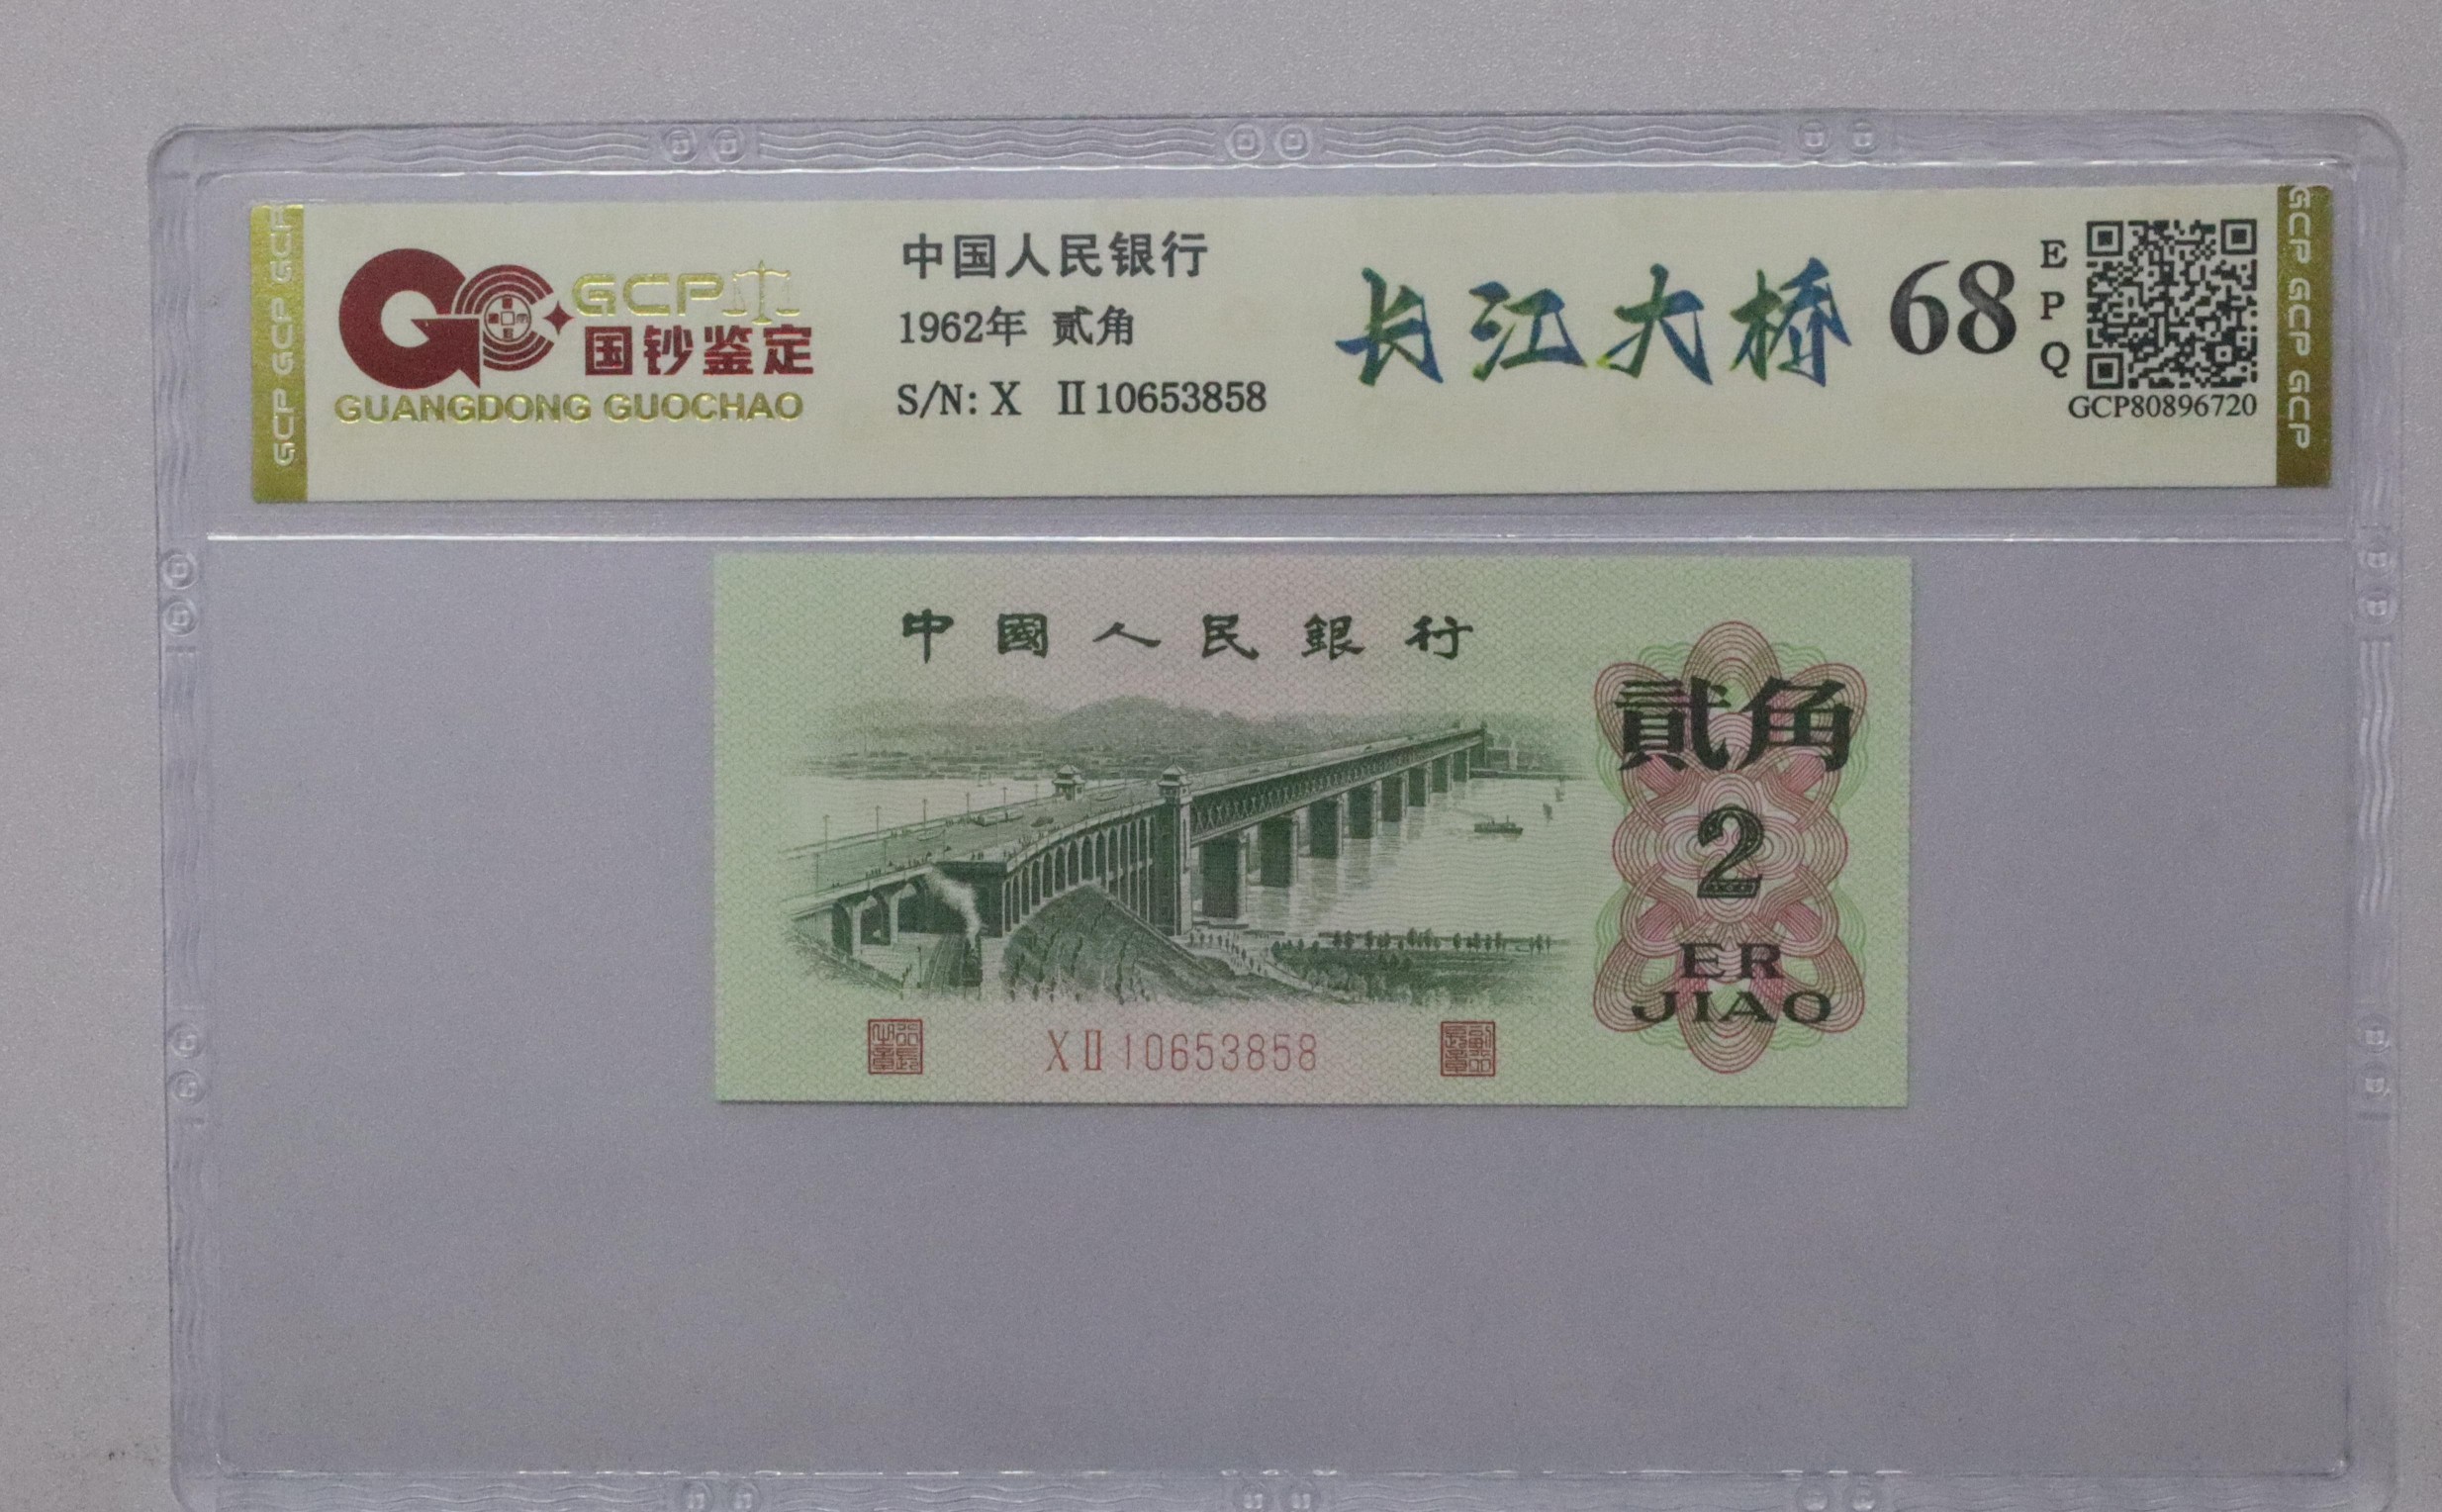 GCP GCP GCP
GCP
国钞鉴定
GUANGDONG GUOCHAO
中国人民银行
1962年 贰角
S/N: X Ⅱ10653858
长江大桥
68
E
P
Q
GCP80896720
GCP GCP GCP
中國人民銀行
貳角
2
ER
JIAO
XⅡ10653858